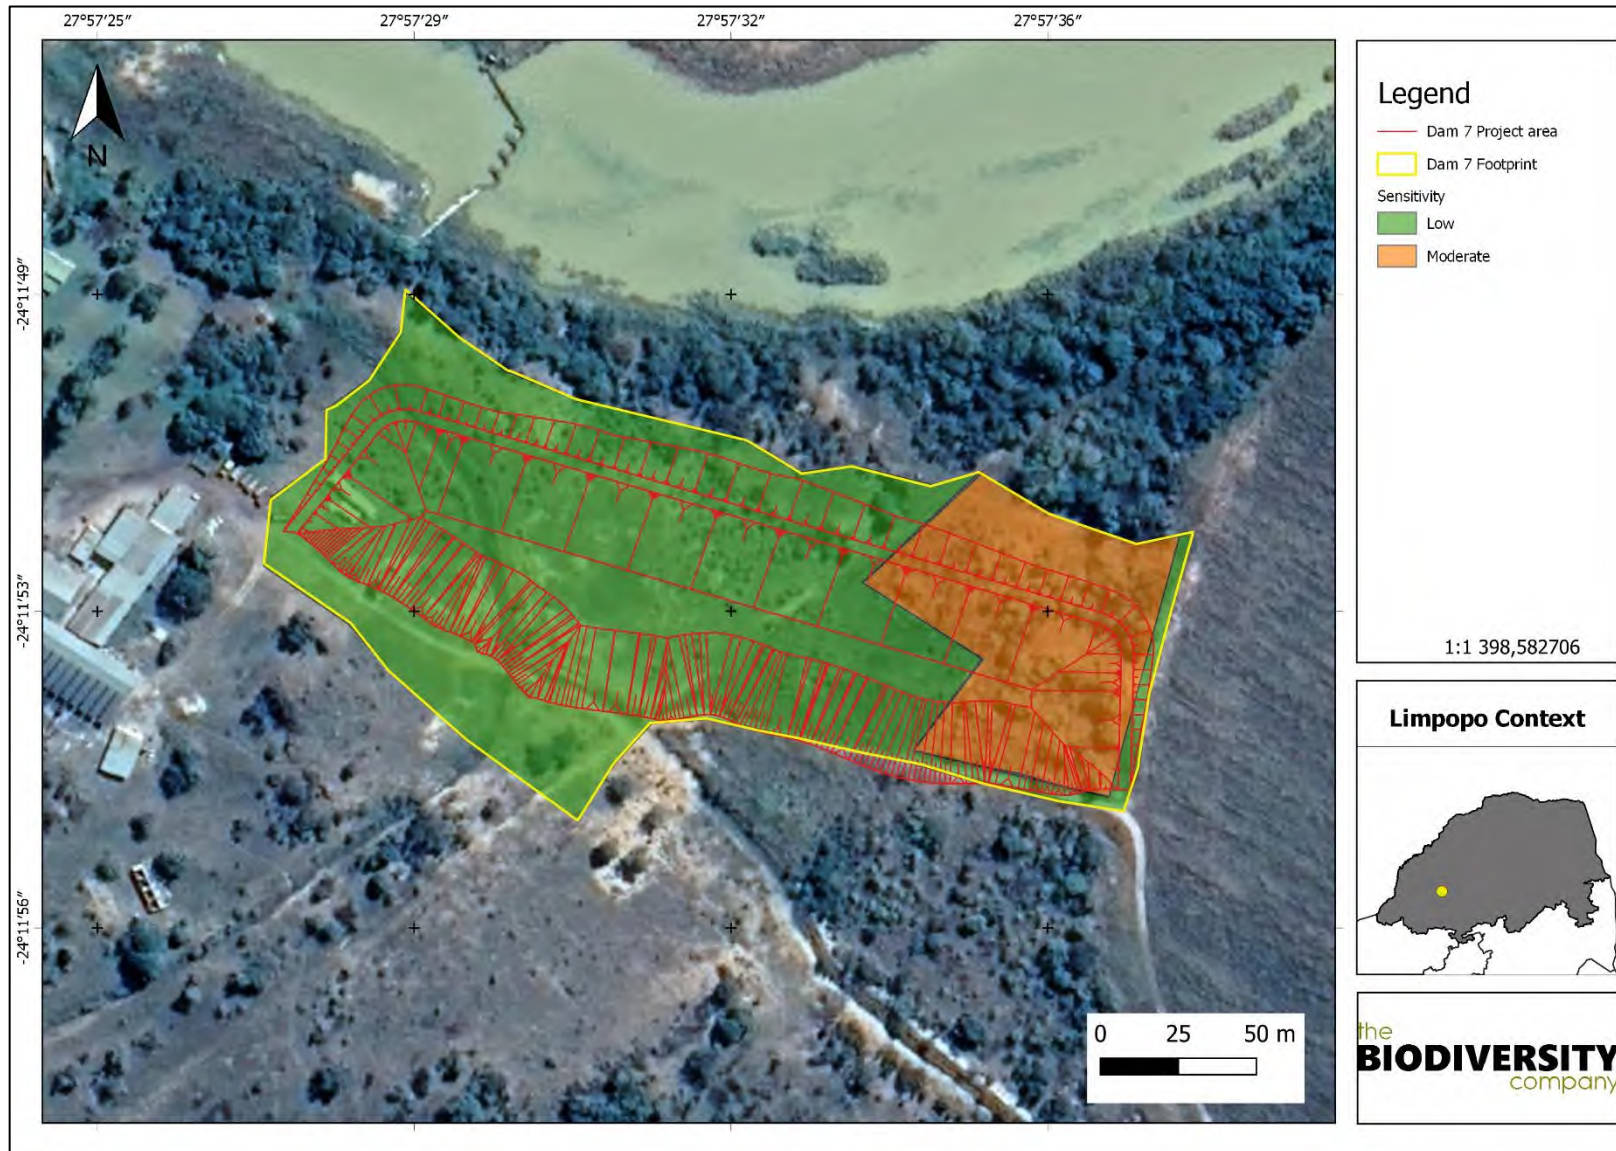 27°57′25″ 27°57′29″ 27°57′32″ 27°57′36″
-24°11′49″
-24°11′53″
-24°11′56″
N
0 25 50 m
Legend
Dam 7 Project area
Dam 7 Footprint
Sensitivity
Low
Moderate
1:1 398,582706
Limpopo Context
the
BIODIVERSITY
company